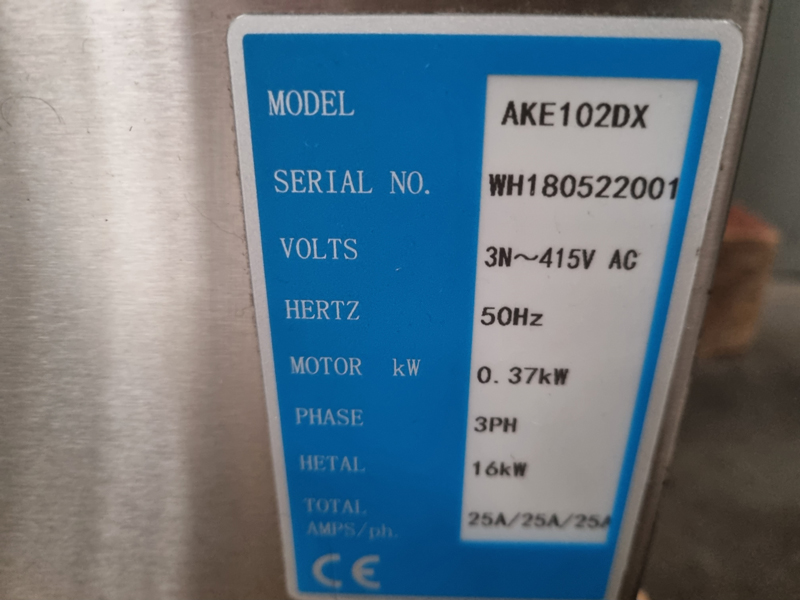 MODEL AKE102DX
SERIAL NO. WH180522001
VOLTS 3N～415V AC
HERTZ 50Hz
MOTOR kW 0.37kW
PHASE 3PH
HETAL 16kW
TOTAL
AMPS/ph. 25A/25A/25A
CE